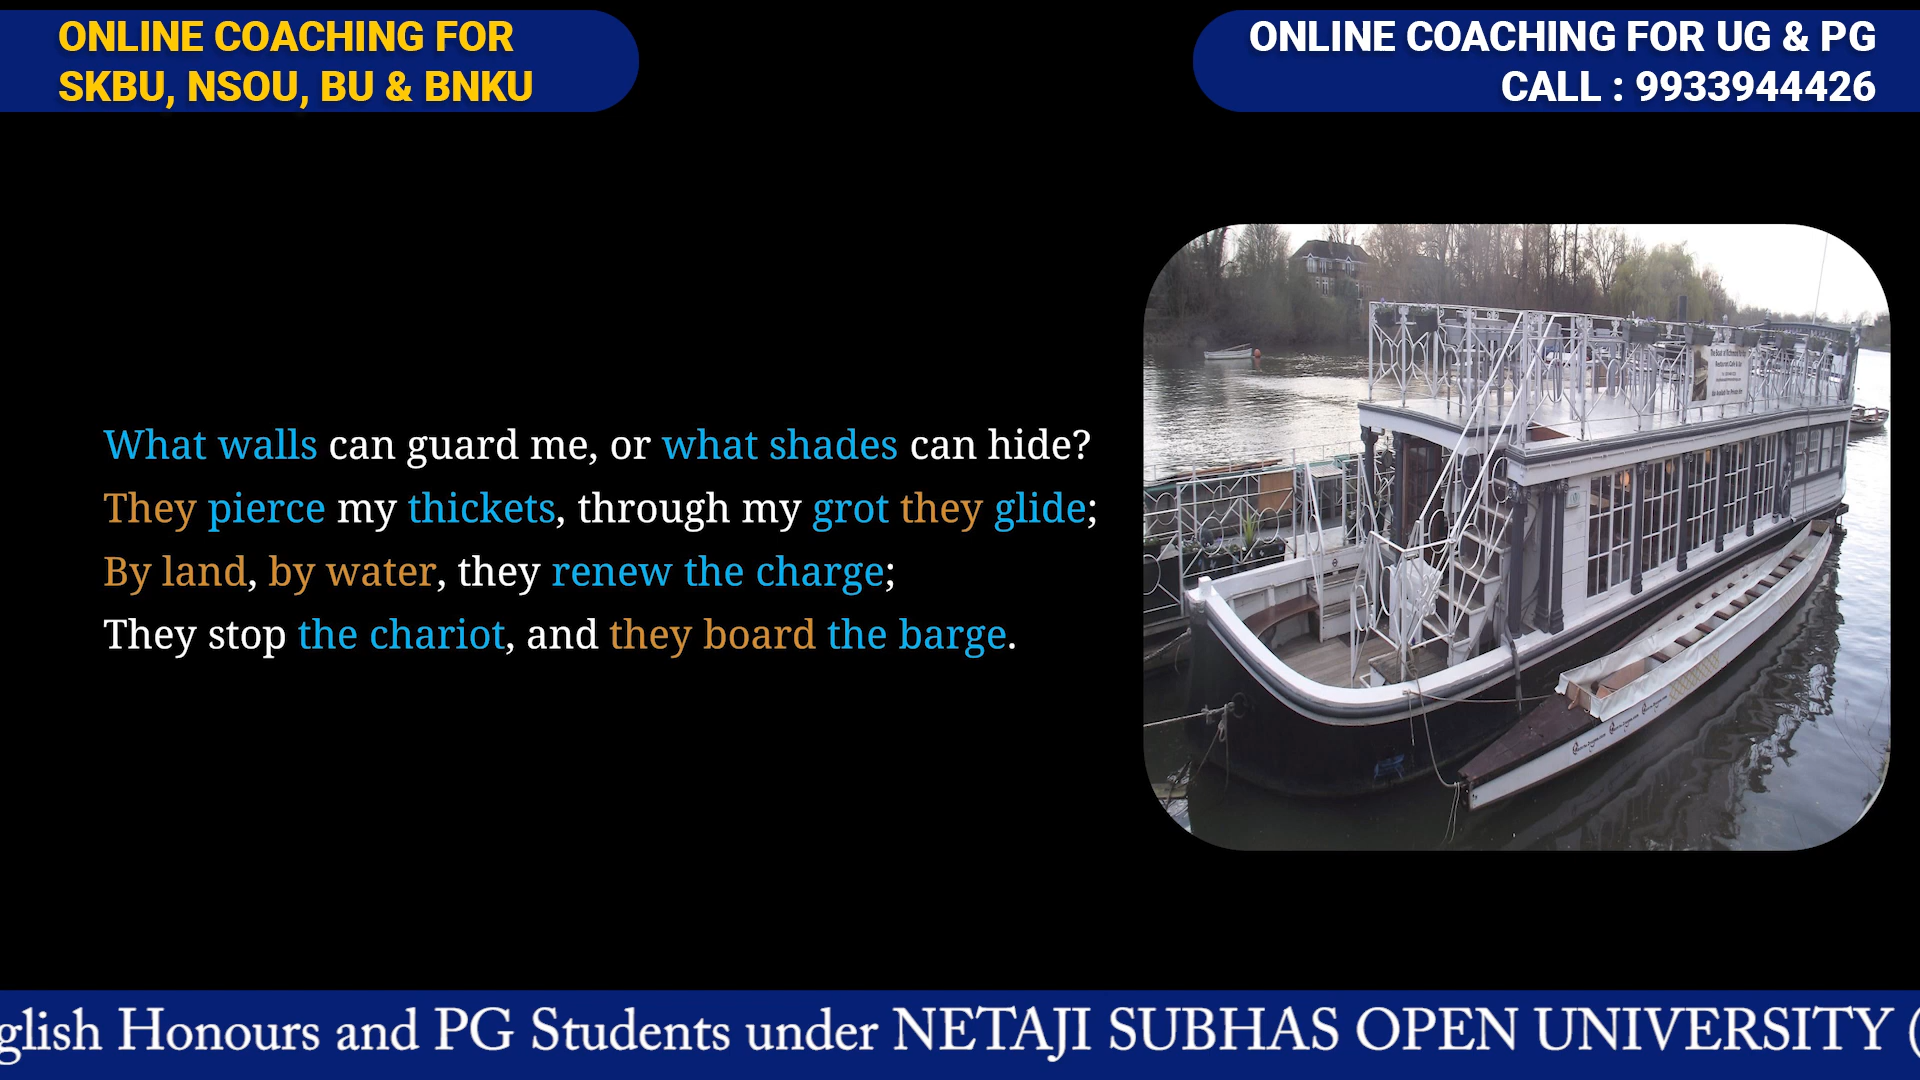 ONLINE COACHING FOR
SKBU, NSOU, BU & BNKU
ONLINE COACHING FOR UG & PG
CALL : 9933944426
What walls can guard me, or what shades can hide?
They pierce my thickets, through my grot they glide;
By land, by water, they renew the charge;
They stop the chariot, and they board the barge.
glish Honours and PG Students under NETAJI SUBHAS OPEN UNIVERSITY (